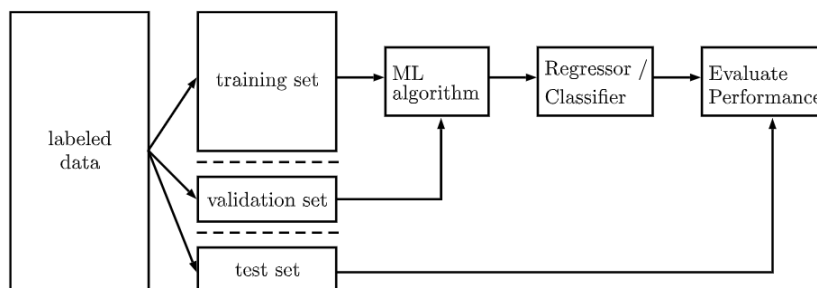 labeled
data
training set
validation set
test set
ML
algorithm
Regressor /
Classifier
Evaluate
Performance